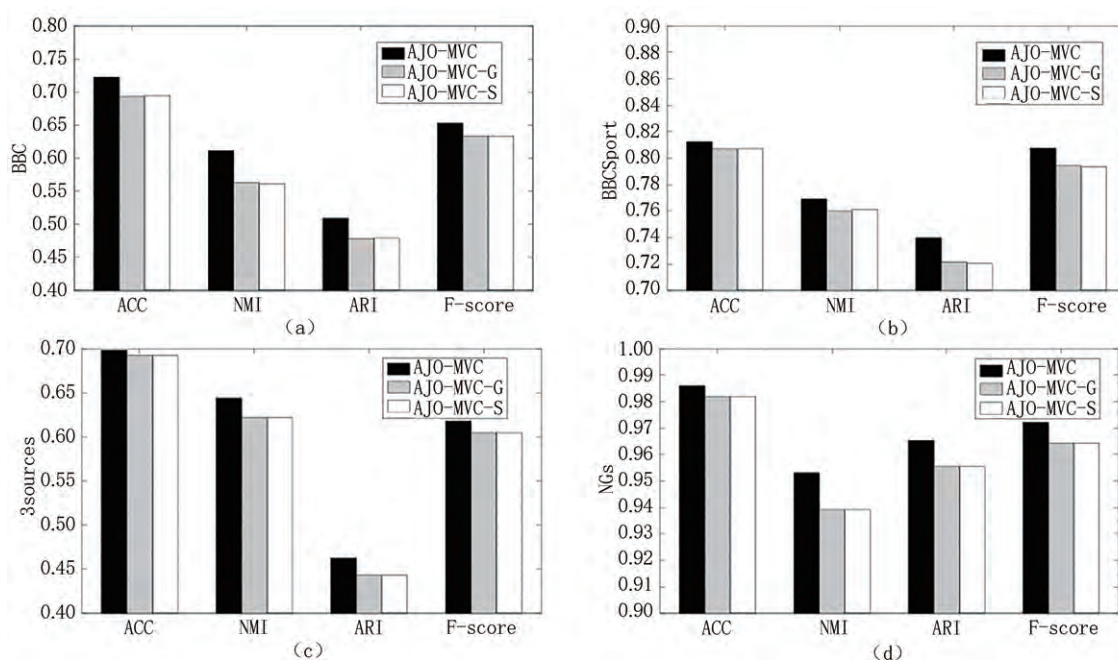 0.80
0.75
0.70
0.65
0.60
0.55
0.50
0.45
0.40
BBC
AJO-MVC
AJO-MVC-G
AJO-MVC-S
ACC NMI ARI F-score
(a)
0.90
0.88
0.86
0.84
0.82
0.80
0.78
0.76
0.74
0.72
0.70
BBCSport
AJO-MVC
AJO-MVC-G
AJO-MVC-S
ACC NMI ARI F-score
(b)
0.70
0.65
0.60
0.55
0.50
0.45
0.40
3sources
AJO-MVC
AJO-MVC-G
AJO-MVC-S
ACC NMI ARI F-score
(c)
1.00
0.99
0.98
0.97
0.96
0.95
0.94
0.93
0.92
0.91
0.90
NGs
AJO-MVC
AJO-MVC-G
AJO-MVC-S
ACC NMI ARI F-score
(d)